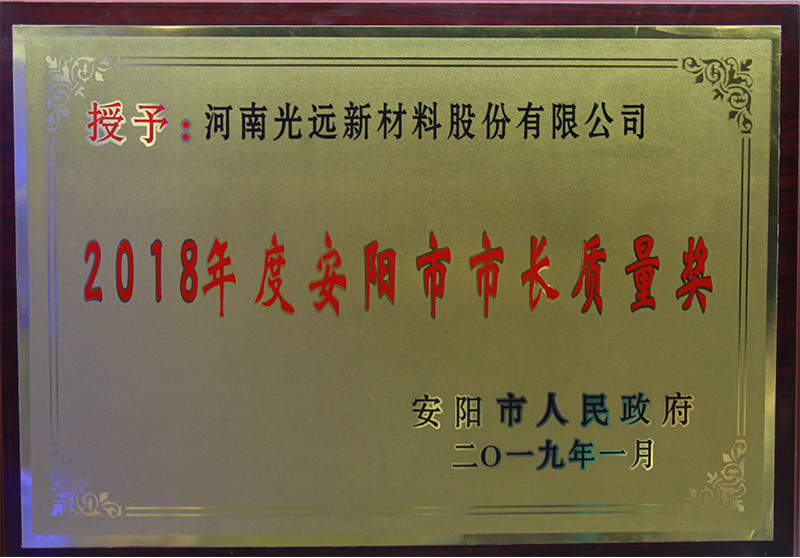 授予:河南光远新材料股份有限公司
2018年度安阳市市长质量奖
安阳市人民政府
二〇一九年一月